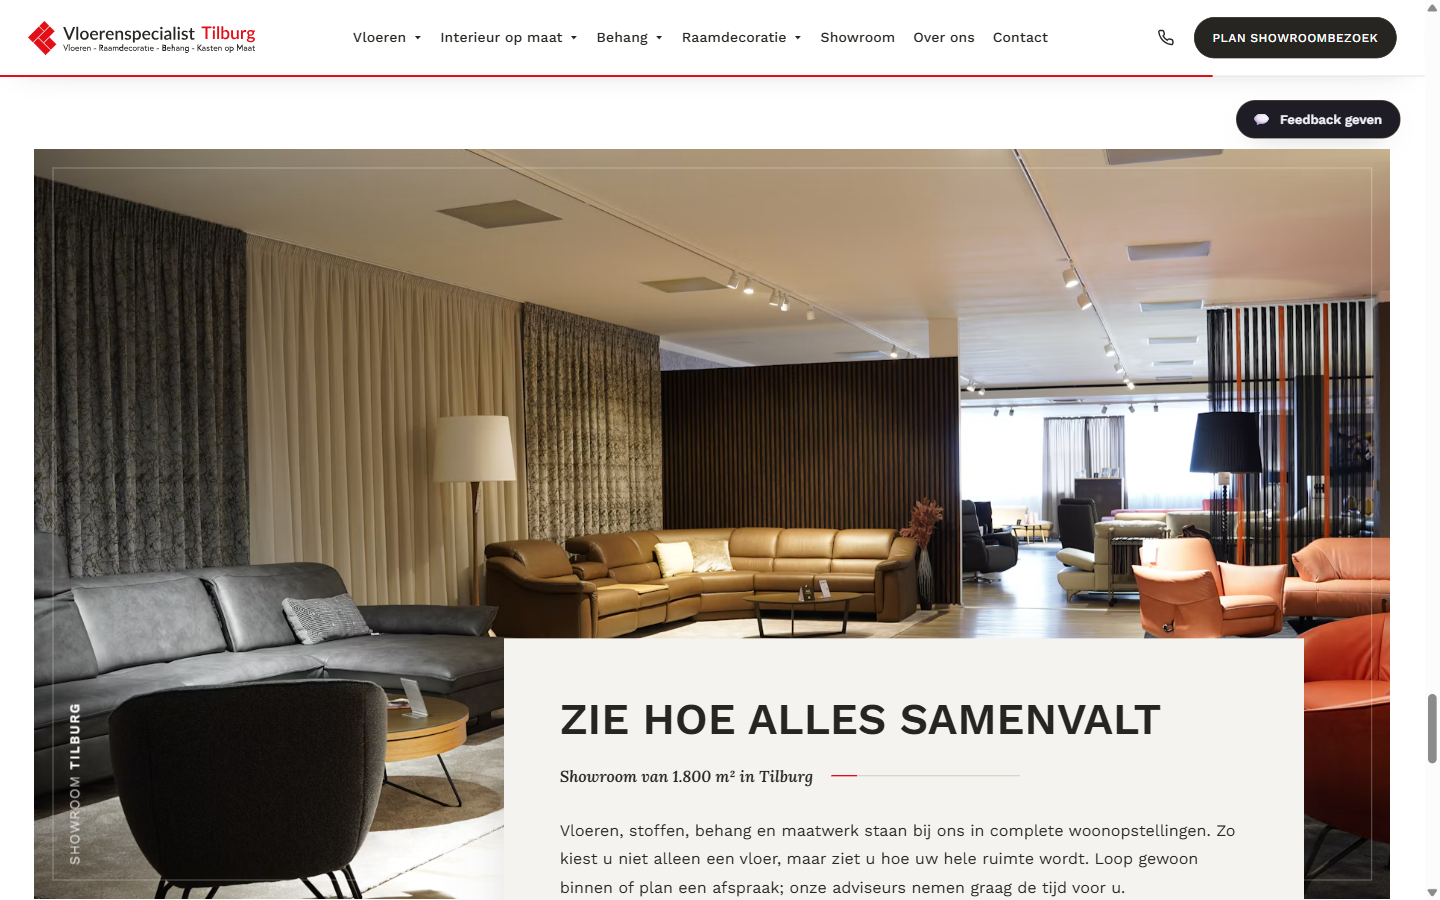 Vloerenspecialist Tilburg
Vloeren - Raamdecoratie - Behang - Kasten op Maat
Vloeren
Interieur op maat
Behang
Raamdecoratie
Showroom
Over ons
Contact
PLAN SHOWROOMBEZOEK
Feedback geven
SHOWROOM TILBURG
ZIE HOE ALLES SAMENVALT
Showroom van 1.800 m² in Tilburg
Vloeren, stoffen, behang en maatwerk staan bij ons in complete woonopstellingen. Zo
kiest u niet alleen een vloer, maar ziet u hoe uw hele ruimte wordt. Loop gewoon
binnen of plan een afspraak; onze adviseurs nemen graag de tijd voor u.